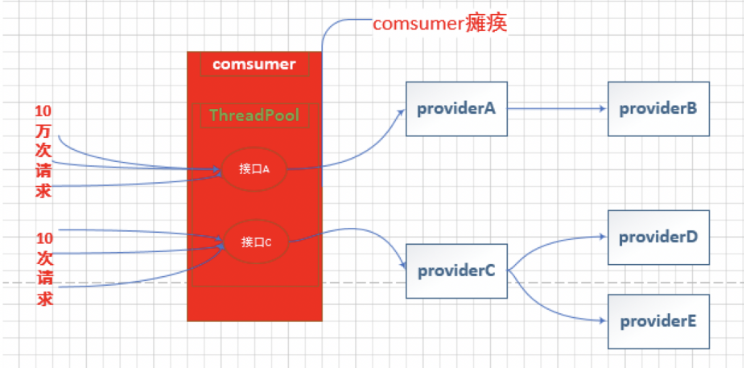 comsumer瘫痪
comsumer
ThreadPool
10
万
次
请
求
接口A
providerA
providerB
10
次
请
求
接口C
providerC
providerD
providerE